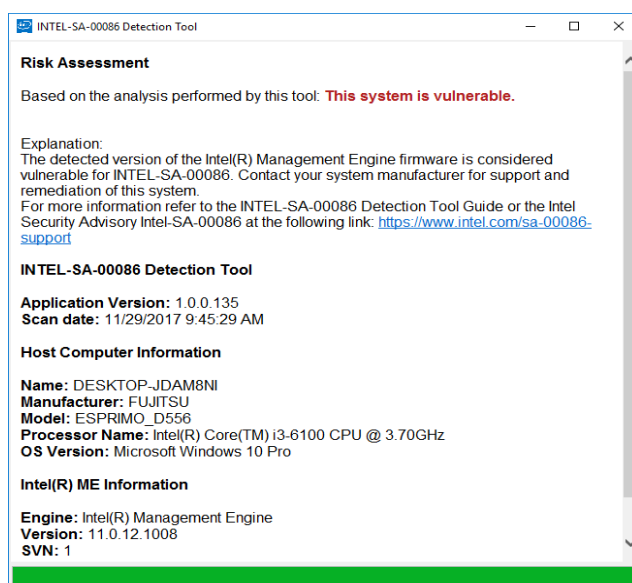 INTEL-SA-00086 Detection Tool
Risk Assessment
Based on the analysis performed by this tool: This system is vulnerable.
Explanation:
The detected version of the Intel(R) Management Engine firmware is considered
vulnerable for INTEL-SA-00086. Contact your system manufacturer for support and
remediation of this system.
For more information refer to the INTEL-SA-00086 Detection Tool Guide or the Intel
Security Advisory Intel-SA-00086 at the following link: https://www.intel.com/sa-00086-
support
INTEL-SA-00086 Detection Tool
Application Version: 1.0.0.135
Scan date: 11/29/2017 9:45:29 AM
Host Computer Information
Name: DESKTOP-JDAM8NI
Manufacturer: FUJITSU
Model: ESPRIMO_D556
Processor Name: Intel(R) Core(TM) i3-6100 CPU @ 3.70GHz
OS Version: Microsoft Windows 10 Pro
Intel(R) ME Information
Engine: Intel(R) Management Engine
Version: 11.0.12.1008
SVN: 1